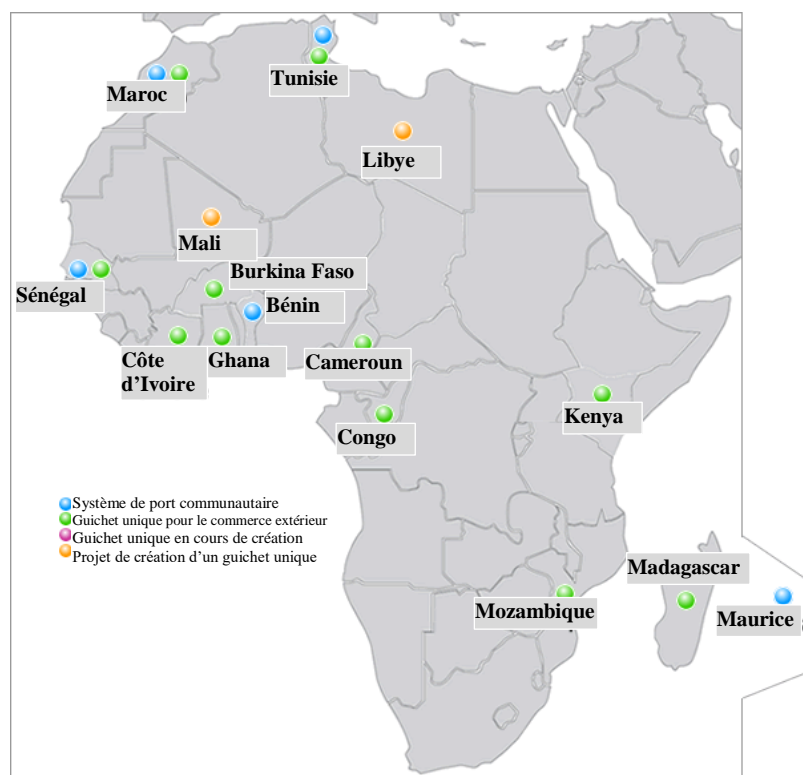 Tunisie
Maroc
Libye
Mali
Burkina Faso
Sénégal
Bénin
Côte
d’Ivoire
Ghana
Cameroun
Kenya
Congo
Système de port communautaire
Guichet unique pour le commerce extérieur
Guichet unique en cours de création
Projet de création d’un guichet unique
Madagascar
Mozambique
Maurice